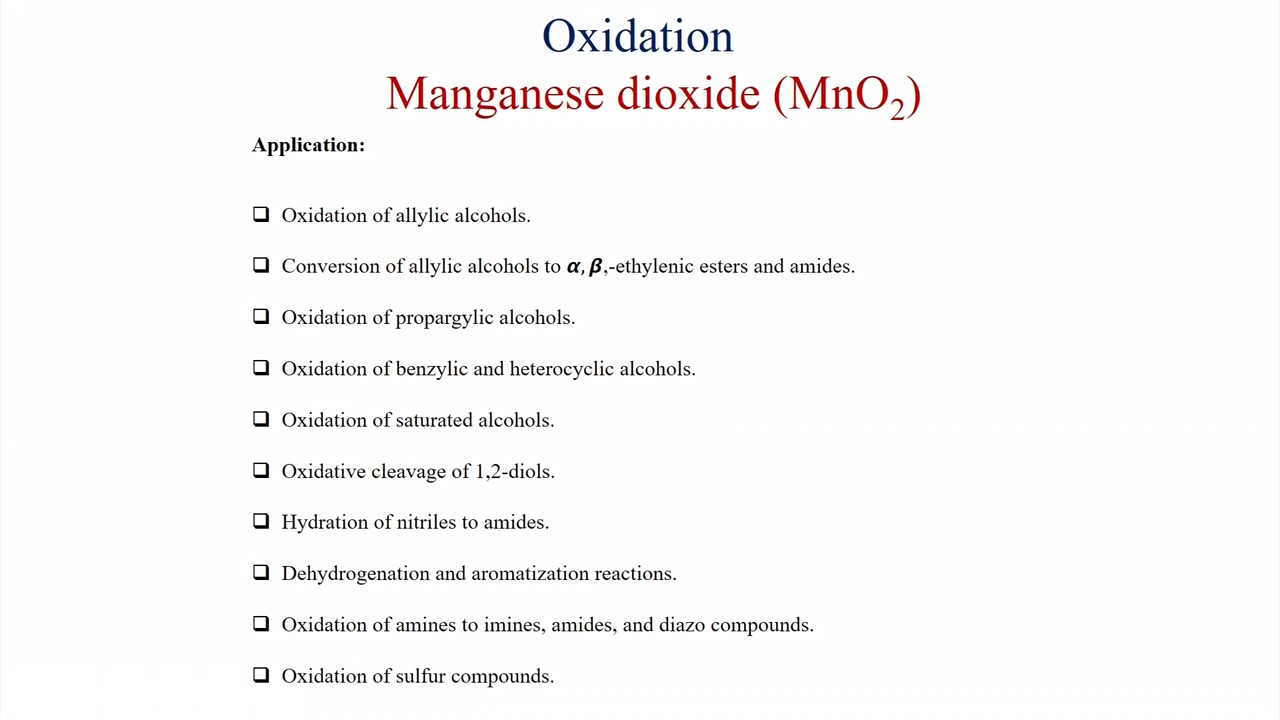 Oxidation
Manganese dioxide (MnO₂)
Application:
❑ Oxidation of allylic alcohols.
❑ Conversion of allylic alcohols to α, β,-ethylenic esters and amides.
❑ Oxidation of propargylic alcohols.
❑ Oxidation of benzylic and heterocyclic alcohols.
❑ Oxidation of saturated alcohols.
❑ Oxidative cleavage of 1,2-diols.
❑ Hydration of nitriles to amides.
❑ Dehydrogenation and aromatization reactions.
❑ Oxidation of amines to imines, amides, and diazo compounds.
❑ Oxidation of sulfur compounds.